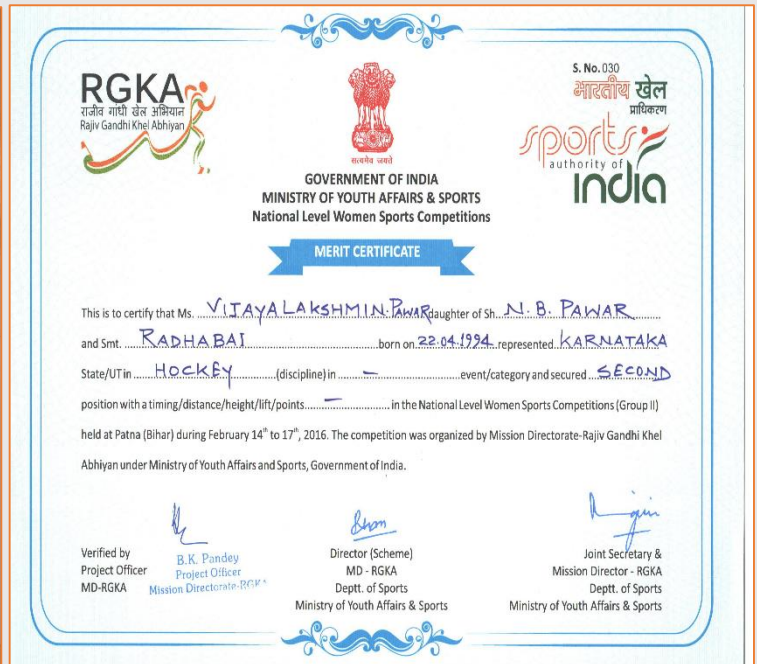 RGKA
राजीव गांधी खेल अभियान
Rajiv Gandhi Khel Abhiyan
सत्यमेव जयते
S. No. 030
भारतीय खेल
प्राधिकरण
sports
authority of
india
GOVERNMENT OF INDIA
MINISTRY OF YOUTH AFFAIRS & SPORTS
National Level Women Sports Competitions
MERIT CERTIFICATE
This is to certify that Ms. VIJAYALAKSHMI N. PAWAR daughter of Sh. N. B. PAWAR
and Smt. RADHABAI born on 22.04.1994 represented KARNATAKA
State/UT in HOCKEY (discipline) in – event/category and secured SECOND
position with a timing/distance/height/lift/points – in the National Level Women Sports Competitions (Group II)
held at Patna (Bihar) during February 14th to 17th, 2016. The competition was organized by Mission Directorate-Rajiv Gandhi Khel
Abhiyan under Ministry of Youth Affairs and Sports, Government of India.
Verified by
Project Officer
MD-RGKA
B.K. Pandey
Project Officer
Mission Directorate-RGKA
Director (Scheme)
MD - RGKA
Deptt. of Sports
Ministry of Youth Affairs & Sports
Joint Secretary &
Mission Director - RGKA
Deptt. of Sports
Ministry of Youth Affairs & Sports